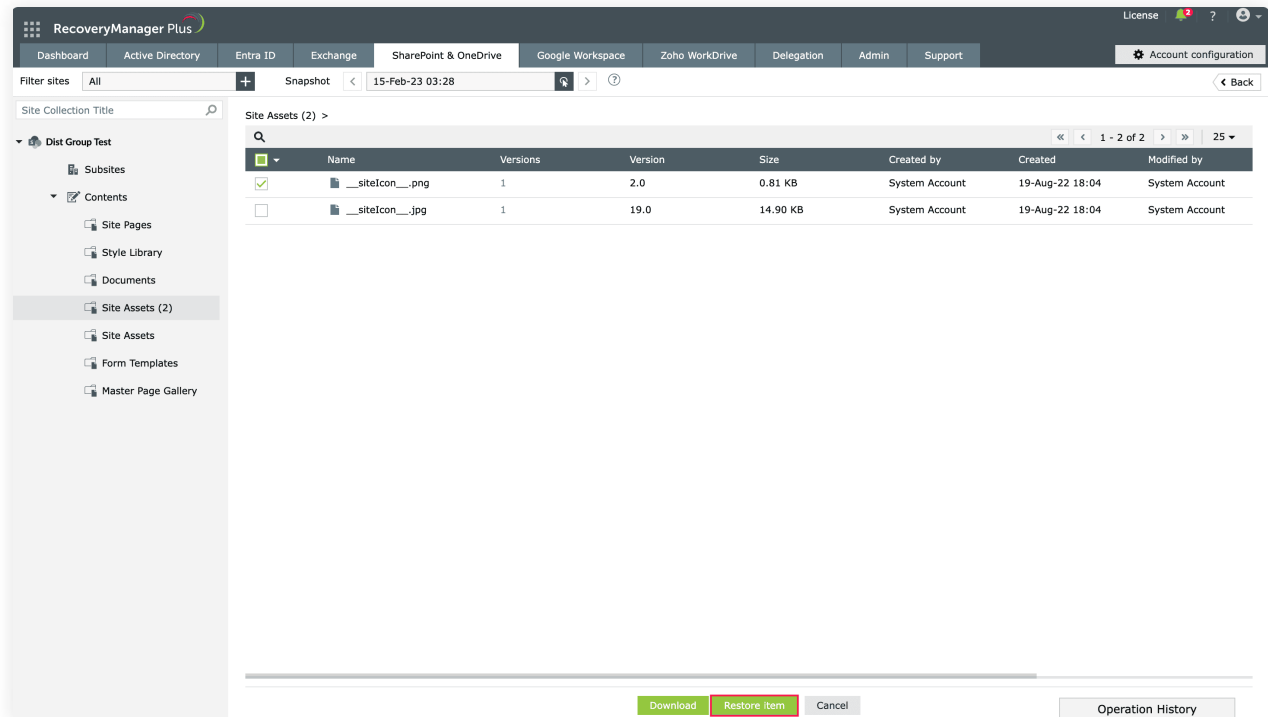 License 2 ?
RecoveryManager Plus
Dashboard Active Directory Entra ID Exchange SharePoint & OneDrive Google Workspace Zoho WorkDrive Delegation Admin Support Account configuration
Filter sites All + Snapshot < 15-Feb-23 03:28 > ? Back
Site Collection Title
Site Assets (2) >
1 - 2 of 2 25
Dist Group Test
Name Versions Version Size Created by Created Modified by
Subsites
__siteIcon__.png 1 2.0 0.81 KB System Account 19-Aug-22 18:04 System Account
Contents
__siteIcon__.jpg 1 19.0 14.90 KB System Account 19-Aug-22 18:04 System Account
Site Pages
Style Library
Documents
Site Assets (2)
Site Assets
Form Templates
Master Page Gallery
Download Restore item Cancel
Operation History